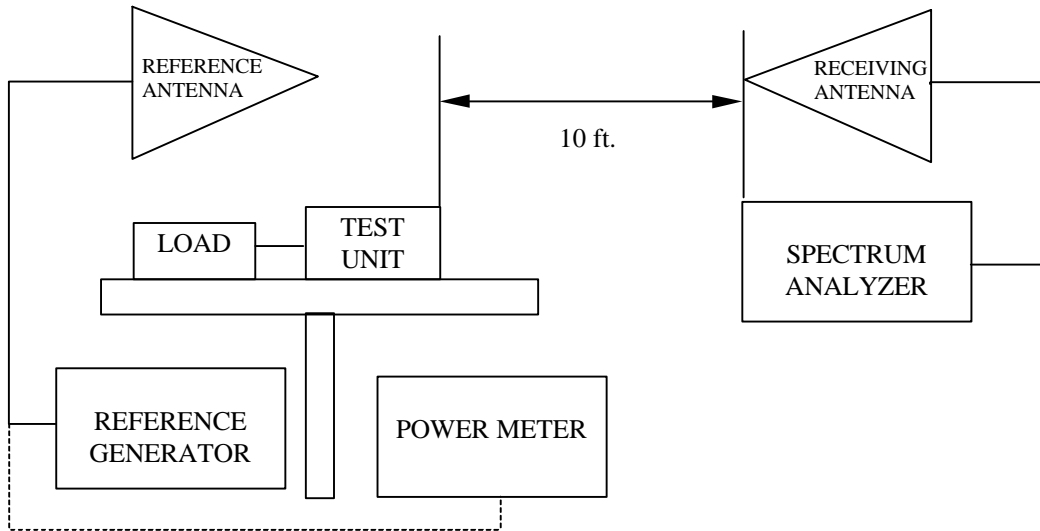 REFERENCE
ANTENNA
RECEIVING
ANTENNA
10 ft.
LOAD
TEST
UNIT
SPECTRUM
ANALYZER
REFERENCE
GENERATOR
POWER METER